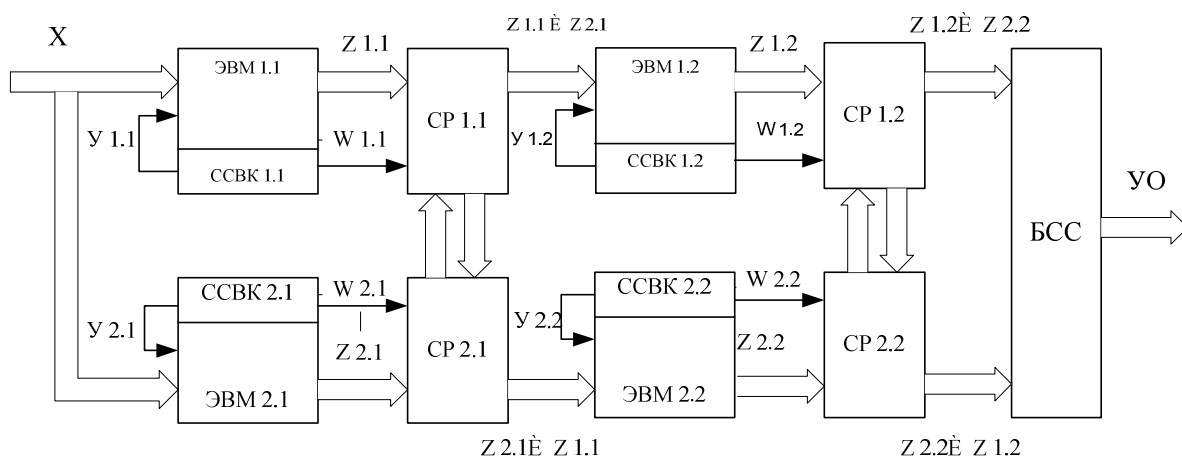 Z 1.1È Z 2.1
Z 1.2È Z 2.2
X
Z 1.1
Z 1.2
ЭВМ 1.1
ЭВМ 1.2
СР 1.1
СР 1.2
У 1.1
W 1.1
У 1.2
W 1.2
ССВК 1.1
ССВК 1.2
УО
БСС
ССВК 2.1
W 2.1
ССВК 2.2
W 2.2
У 2.1
Z 2.1
СР 2.1
У 2.2
Z 2.2
СР 2.2
ЭВМ 2.1
ЭВМ 2.2
Z 2.1È Z 1.1
Z 2.2È Z 1.2